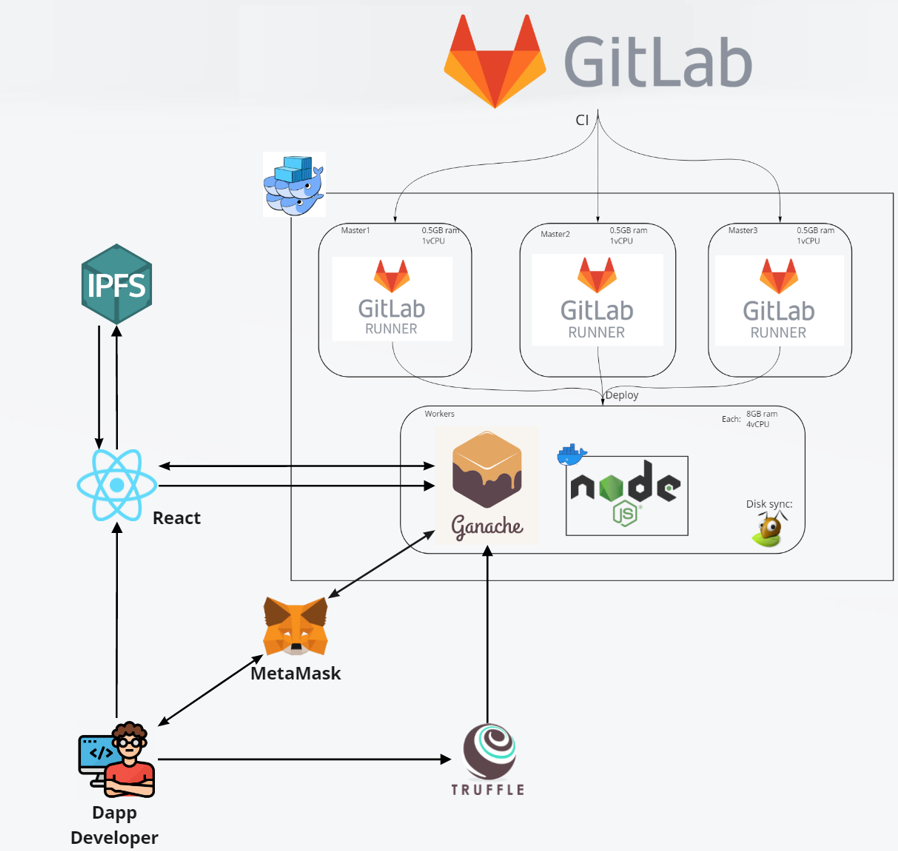 GitLab
CI
Master1
0.5GB ram
1vCPU
Master2
0.5GB ram
1vCPU
Master3
0.5GB ram
1vCPU
GitLab
RUNNER
GitLab
RUNNER
GitLab
RUNNER
IPFS
Deploy
Workers
Each:
8GB ram
4vCPU
Ganache
node
JS
®
Disk sync:
React
MetaMask
TRUFFLE
</>
Dapp
Developer